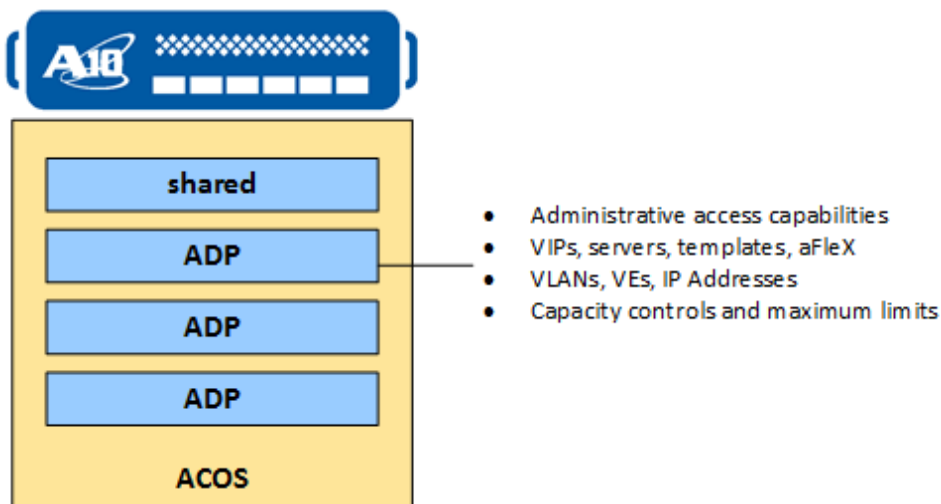 A10
shared
ADP
ADP
ADP
ACOS
• Administrative access capabilities
• VIPs, servers, templates, aFleX
• VLANs, VEs, IP Addresses
• Capacity controls and maximum limits